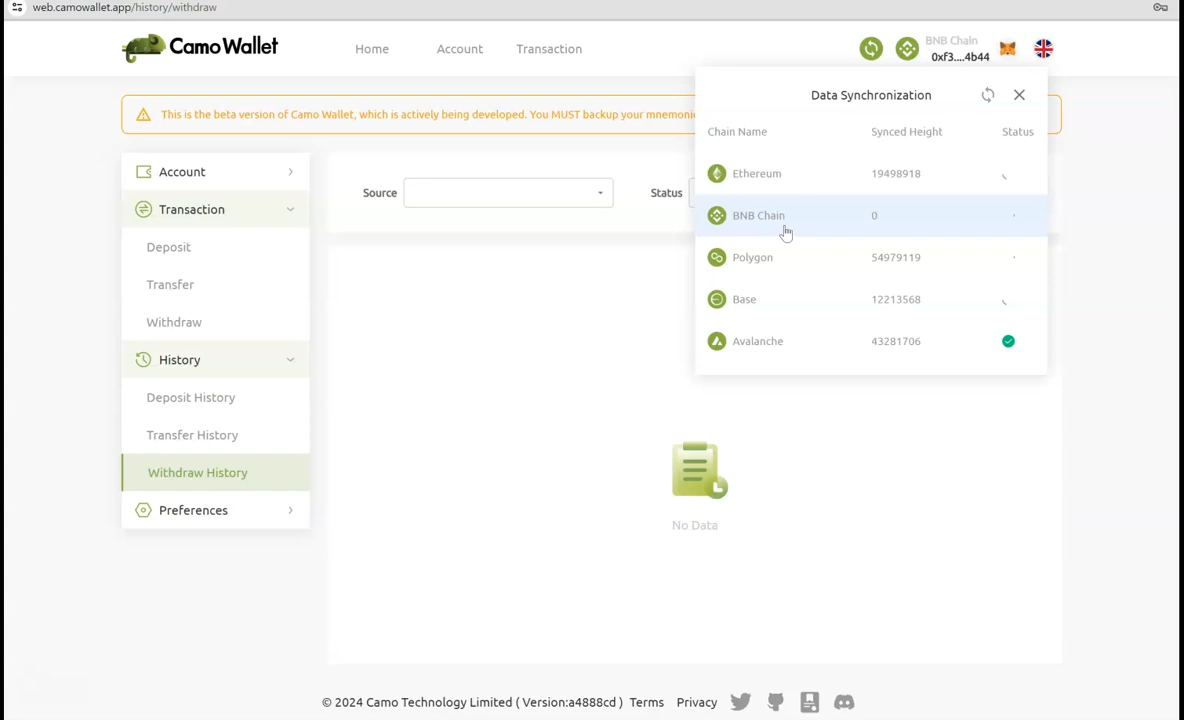 web.camowallet.app/history/withdraw
Camo Wallet
Home
Account
Transaction
BNB Chain
0xf3....4b44
This is the beta version of Camo Wallet, which is actively being developed. You MUST backup your mnemoni
Data Synchronization
Chain Name
Synced Height
Status
Ethereum
19498918
BNB Chain
0
Polygon
54979119
Base
12213568
Avalanche
43281706
Account
Transaction
Deposit
Transfer
Withdraw
History
Deposit History
Transfer History
Withdraw History
Preferences
Source
Status
No Data
© 2024 Camo Technology Limited ( Version:a4888cd )
Terms
Privacy